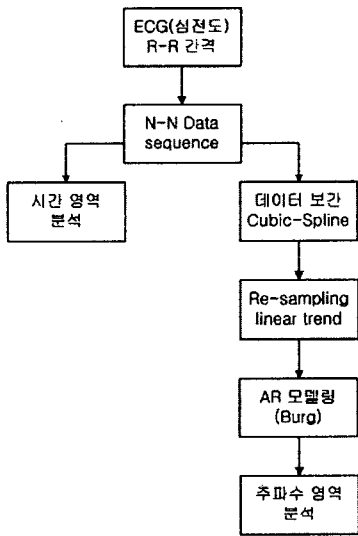 ECG(심전도)
R-R 간격
N-N Data
sequence
시간 영역
분석
데이터 보간
Cubic-Spline
Re-sampling
linear trend
AR 모델링
(Burg)
주파수 영역
분석